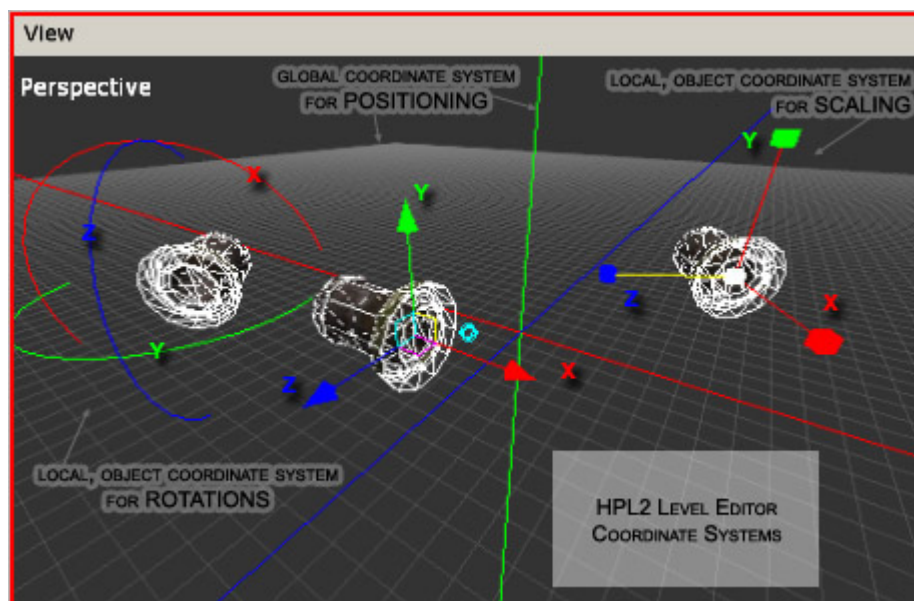 View
Perspective
GLOBAL COORDINATE SYSTEM
FOR POSITIONING
LOCAL, OBJECT COORDINATE SYSTEM
FOR SCALING
Y
X
Z
Y
Y
Z
X
Z
X
LOCAL, OBJECT COORDINATE SYSTEM
FOR ROTATIONS
HPL2 LEVEL EDITOR
COORDINATE SYSTEMS